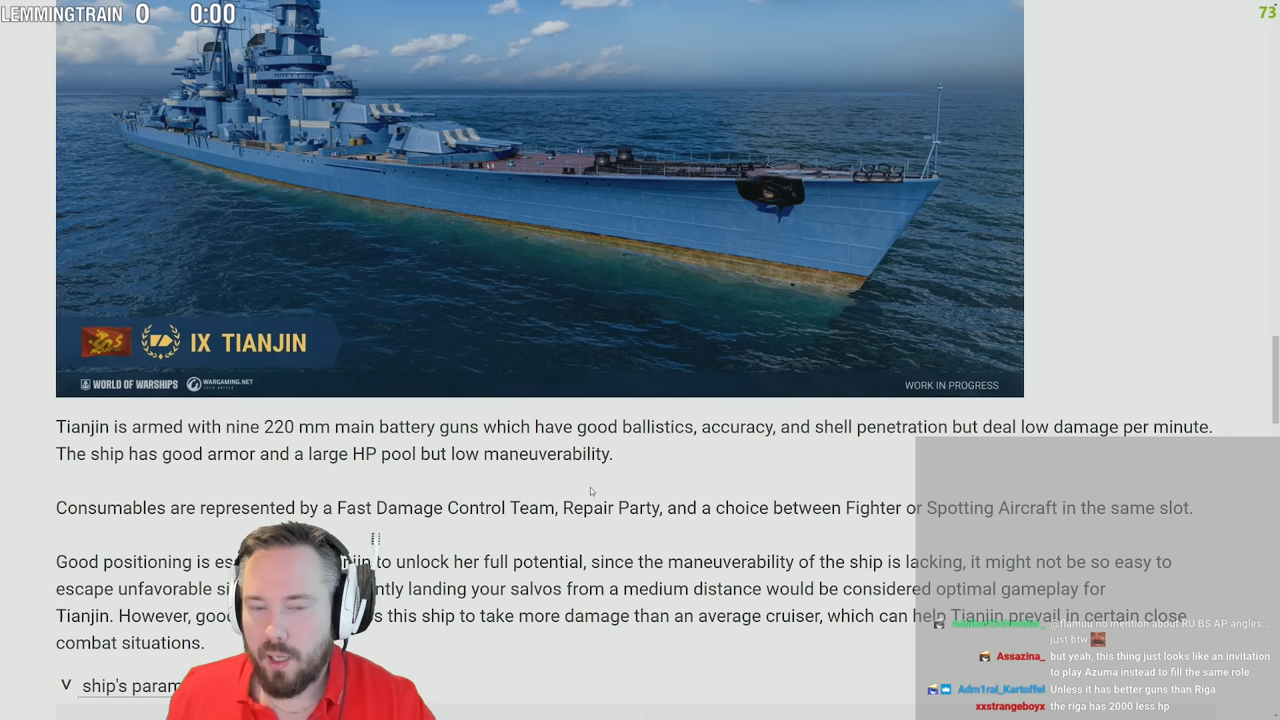 LEMMINGTRAIN 0 0:00
73
IX TIANJIN
WORLD OF WARSHIPS WARGAMING.NET
WORK IN PROGRESS
Tianjin is armed with nine 220 mm main battery guns which have good ballistics, accuracy, and shell penetration but deal low damage per minute.
The ship has good armor and a large HP pool but low maneuverability.
Consumables are represented by a Fast Damage Control Team, Repair Party, and a choice between Fighter or Spotting Aircraft in the same slot.
Good positioning is es to unlock her full potential, since the maneuverability of the ship is lacking, it might not be so easy to
escape unfavorable si ntly landing your salvos from a medium distance would be considered optimal gameplay for
Tianjin. However, good s this ship to take more damage than an average cruiser, which can help Tianjin prevail in certain close
combat situations.
ship's param
@flamuu no mention about RU BS AP angles...
just btw
Assazina_ but yeah, this thing just looks like an invitation
to play Azuma instead to fill the same role
Adm1ral_Kartoffel Unless it has better guns than Riga
xxstrangeboyx the riga has 2000 less hp